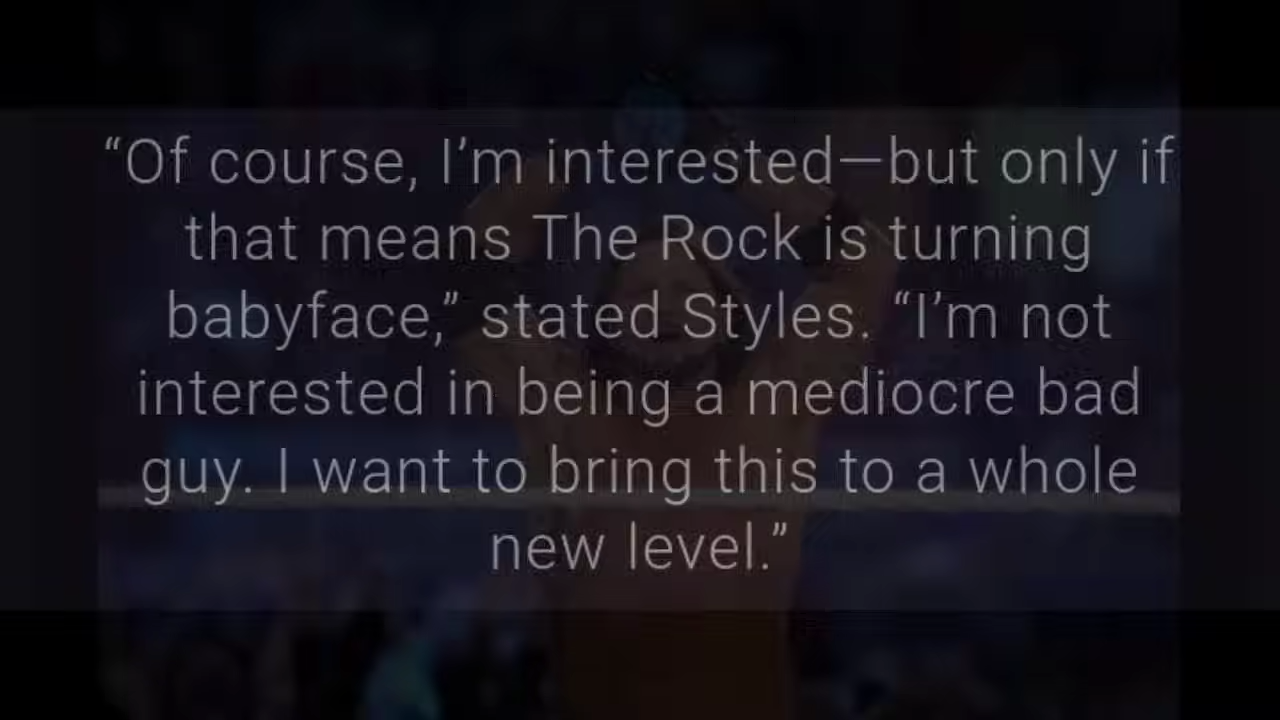 “Of course, I’m interested—but only if
that means The Rock is turning
babyface,” stated Styles. “I’m not
interested in being a mediocre bad
guy. I want to bring this to a whole
new level.”